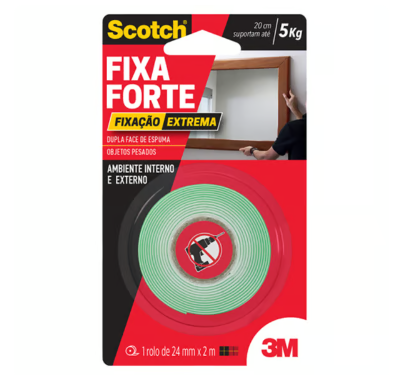 Scotch
20 cm
suportam até
5Kg
FIXA
FORTE
FIXAÇÃO EXTREMA
DUPLA FACE DE ESPUMA
OBJETOS PESADOS
AMBIENTE INTERNO
E EXTERNO
1 rolo de 24 mm x 2 m
3M